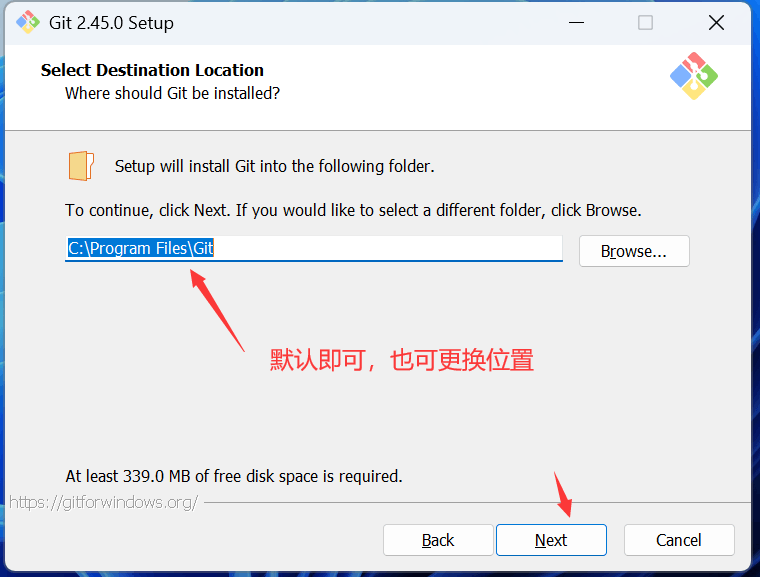 Git 2.45.0 Setup
Select Destination Location
Where should Git be installed?
Setup will install Git into the following folder.
To continue, click Next. If you would like to select a different folder, click Browse.
C:\Program Files\Git
Browse...
默认即可，也可更换位置
At least 339.0 MB of free disk space is required.
https://gitforwindows.org/
Back
Next
Cancel